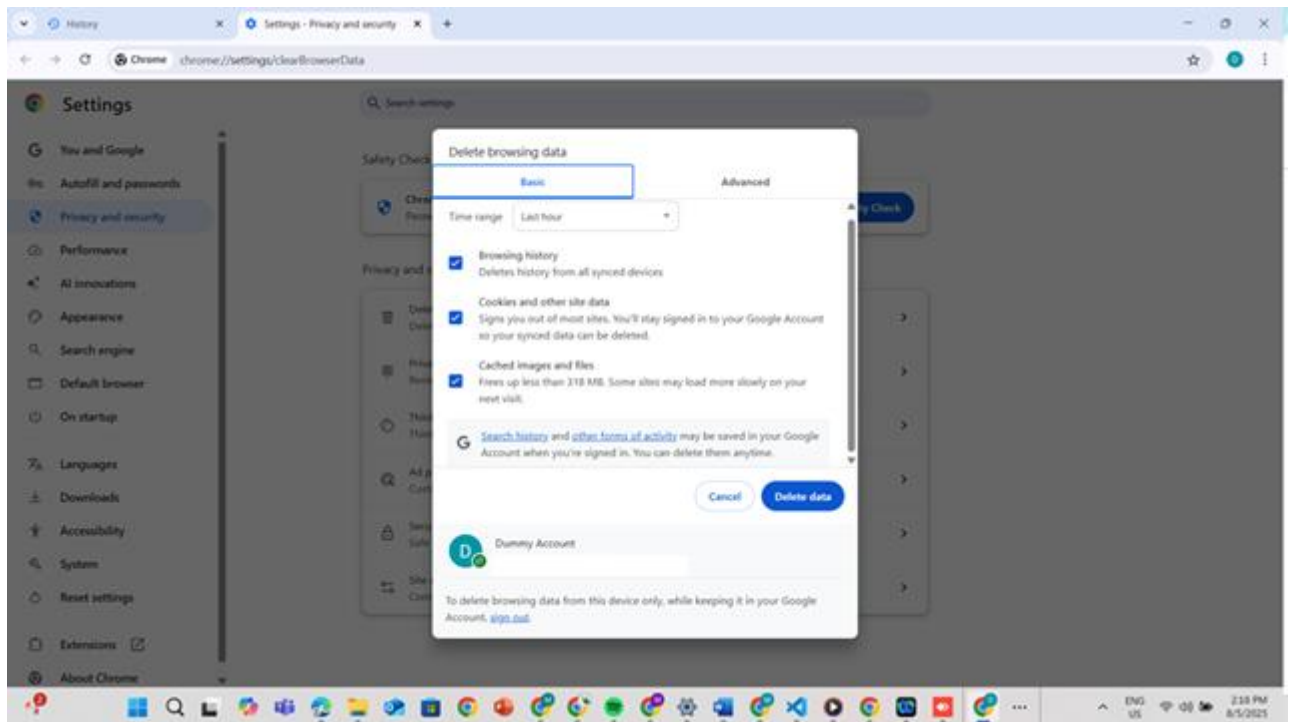 History
Settings - Privacy and security
Chrome chrome://settings/clearBrowserData
Settings
Search settings
You and Google
Autofill and passwords
Privacy and security
Performance
AI innovations
Appearance
Search engine
Default browser
On startup
Languages
Downloads
Accessibility
System
Reset settings
Extensions
About Chrome
Safety Check
Chro
y Check
Privacy and s
Delete browsing data
Basic
Advanced
Time range
Last hour
Browsing history
Deletes history from all synced devices
Cookies and other site data
Signs you out of most sites. You'll stay signed in to your Google Account
so your synced data can be deleted.
Cached images and files
Frees up less than 318 MB. Some sites may load more slowly on your
next visit.
Search history and other forms of activity may be saved in your Google
Account when you're signed in. You can delete them anytime.
Cancel
Delete data
D
Dummy Account
To delete browsing data from this device only, while keeping it in your Google
Account, sign out.
ENG
US
2:18 PM
8/5/2025